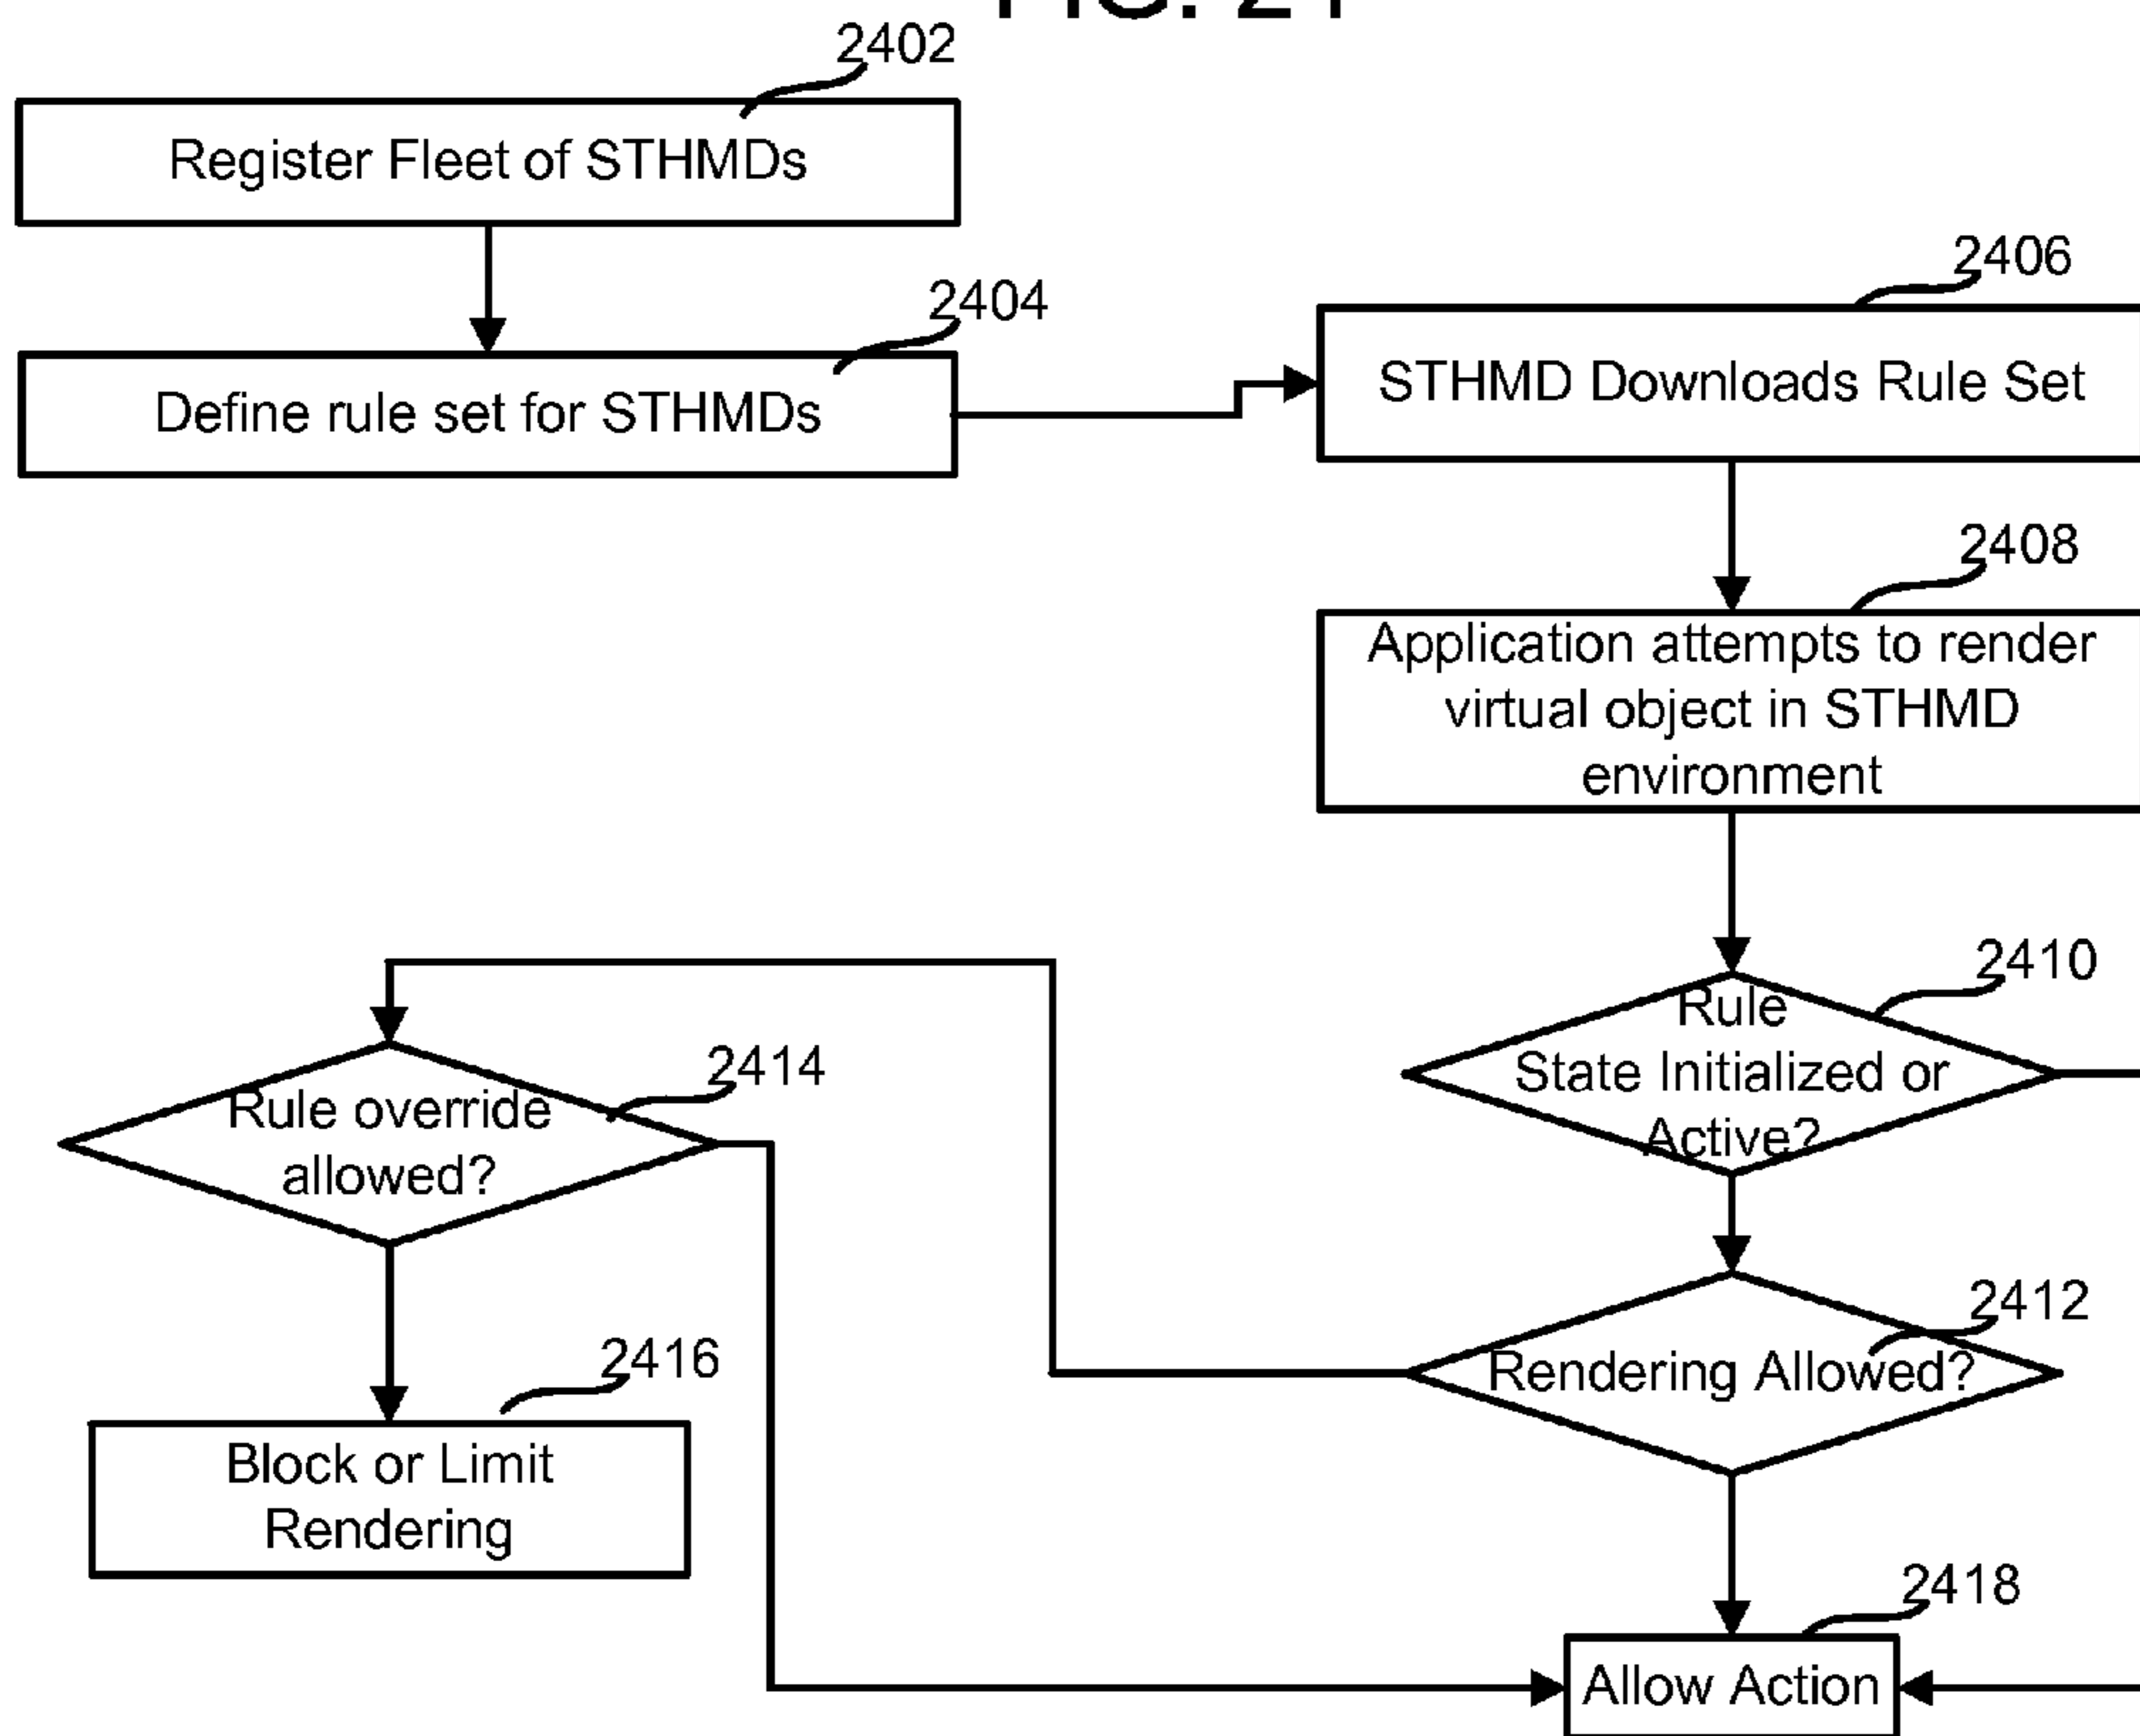 2402
Register Fleet of STHMDs
2404
Define rule set for STHMDs
2406
STHMD Downloads Rule Set
2408
Application attempts to render
virtual object in STHMD
environment
2410
Rule
State Initialized or
Active?
2412
Rendering Allowed?
2414
Rule override
allowed?
2416
Block or Limit
Rendering
2418
Allow Action